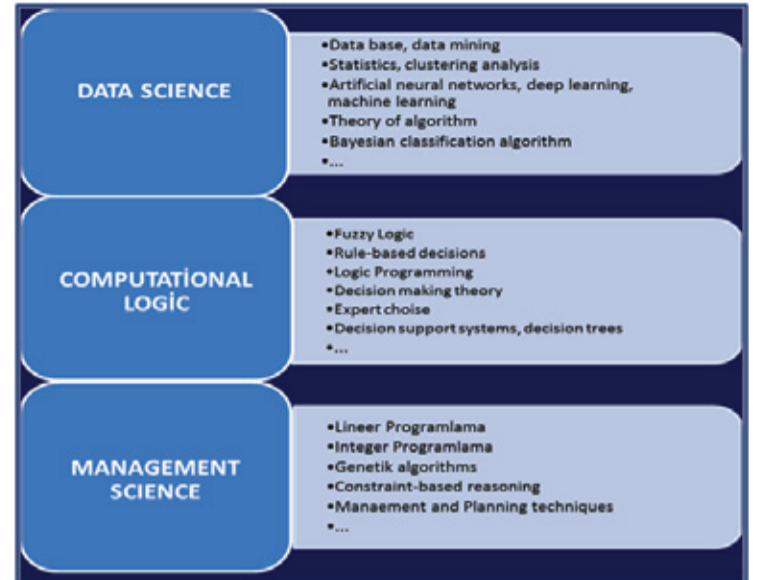 DATA SCIENCE
•Data base, data mining
•Statistics, clustering analysis
•Artificial neural networks, deep learning,
machine learning
•Theory of algorithm
•Bayesian classification algorithm
•...
COMPUTATIONAL
LOGİC
•Fuzzy Logic
•Rule-based decisions
•Logic Programming
•Decision making theory
•Expert choise
•Decision support systems, decision trees
•...
MANAGEMENT
SCIENCE
•Lineer Programlama
•Integer Programlama
•Genetik algorithms
•Constraint-based reasoning
•Manaement and Planning techniques
•...